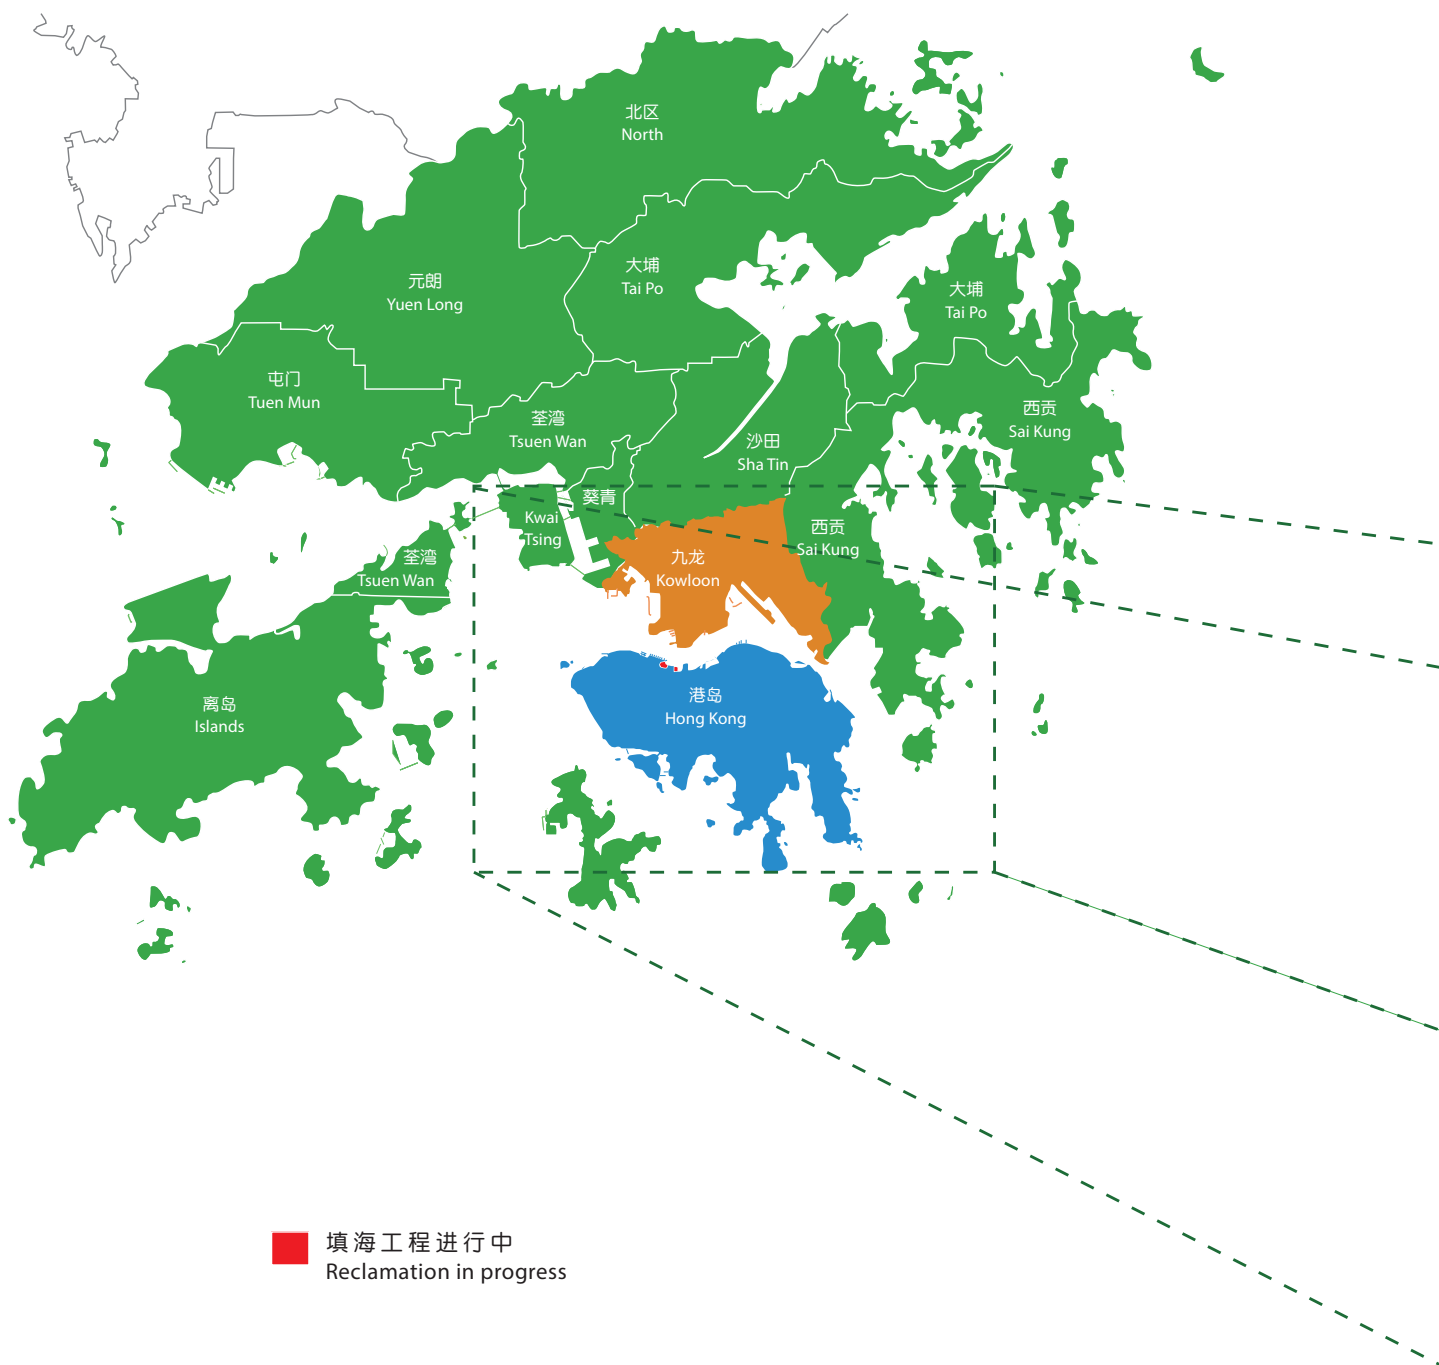 北区
North
大埔
Tai Po
元朗
Yuen Long
大埔
Tai Po
屯门
Tuen Mun
荃湾
Tsuen Wan
西贡
Sai Kung
沙田
Sha Tin
葵青
Kwai
Tsing
西贡
Sai Kung
荃湾
Tsuen Wan
九龙
Kowloon
离岛
Islands
港岛
Hong Kong
填海工程进行中
Reclamation in progress